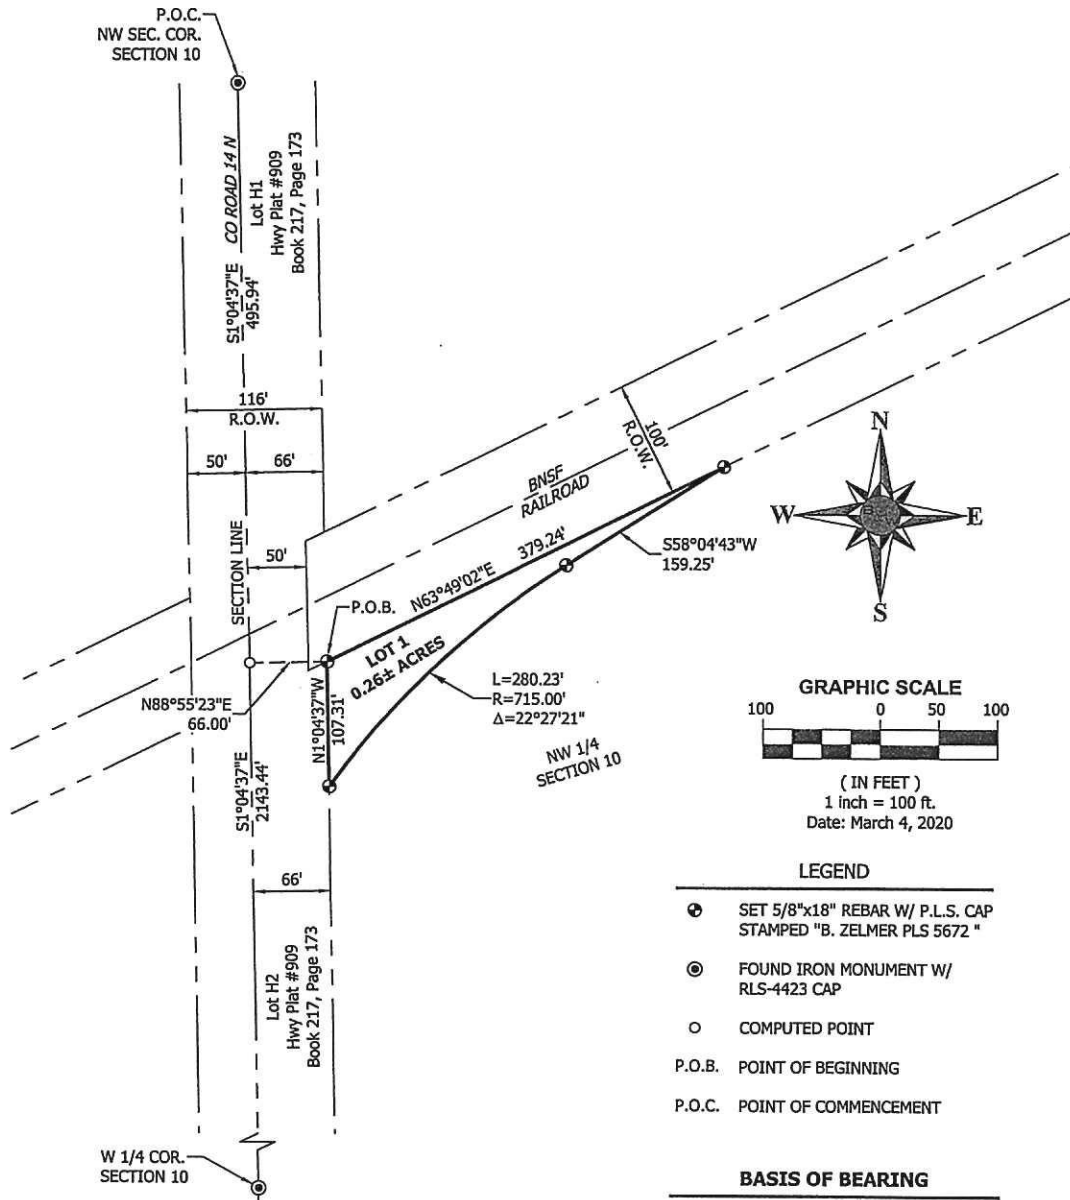 P.O.C.
NW SEC. COR.
SECTION 10
CO ROAD 14 N
Lot H1
Hwy Plat #909
Book 217, Page 173
S1°04'37"E
495.94'
116'
R.O.W.
50'
66'
SECTION LINE
50'
100'
R.O.W.
BNSF
RAILROAD
N63°49'02"E
379.24'
S58°04'43"W
159.25'
P.O.B.
LOT 1
0.26± ACRES
N88°55'23"E
66.00'
N1°04'37"W
107.31'
L=280.23'
R=715.00'
Δ=22°27'21"
NW 1/4
SECTION 10
S1°04'37"E
2143.44'
66'
Lot H2
Hwy Plat #909
Book 217, Page 173
W 1/4 COR.
SECTION 10
N
W
E
S
GRAPHIC SCALE
100 0 50 100
( IN FEET )
1 inch = 100 ft.
Date: March 4, 2020
LEGEND
SET 5/8"x18" REBAR W/ P.L.S. CAP
STAMPED "B. ZELMER PLS 5672 "
FOUND IRON MONUMENT W/
RLS-4423 CAP
COMPUTED POINT
P.O.B. POINT OF BEGINNING
P.O.C. POINT OF COMMENCEMENT
BASIS OF BEARING